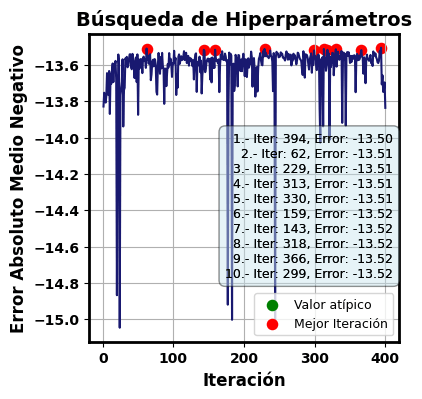 Búsqueda de Hiperparámetros
Error Absoluto Medio Negativo
−13.6
−13.8
−14.0
−14.2
−14.4
−14.6
−14.8
−15.0
1.- Iter: 394, Error: -13.50
2.- Iter: 62, Error: -13.51
3.- Iter: 229, Error: -13.51
4.- Iter: 313, Error: -13.51
5.- Iter: 330, Error: -13.51
6.- Iter: 159, Error: -13.52
7.- Iter: 143, Error: -13.52
8.- Iter: 318, Error: -13.52
9.- Iter: 366, Error: -13.52
10.- Iter: 299, Error: -13.52
Valor atípico
Mejor Iteración
0 100 200 300 400
Iteración